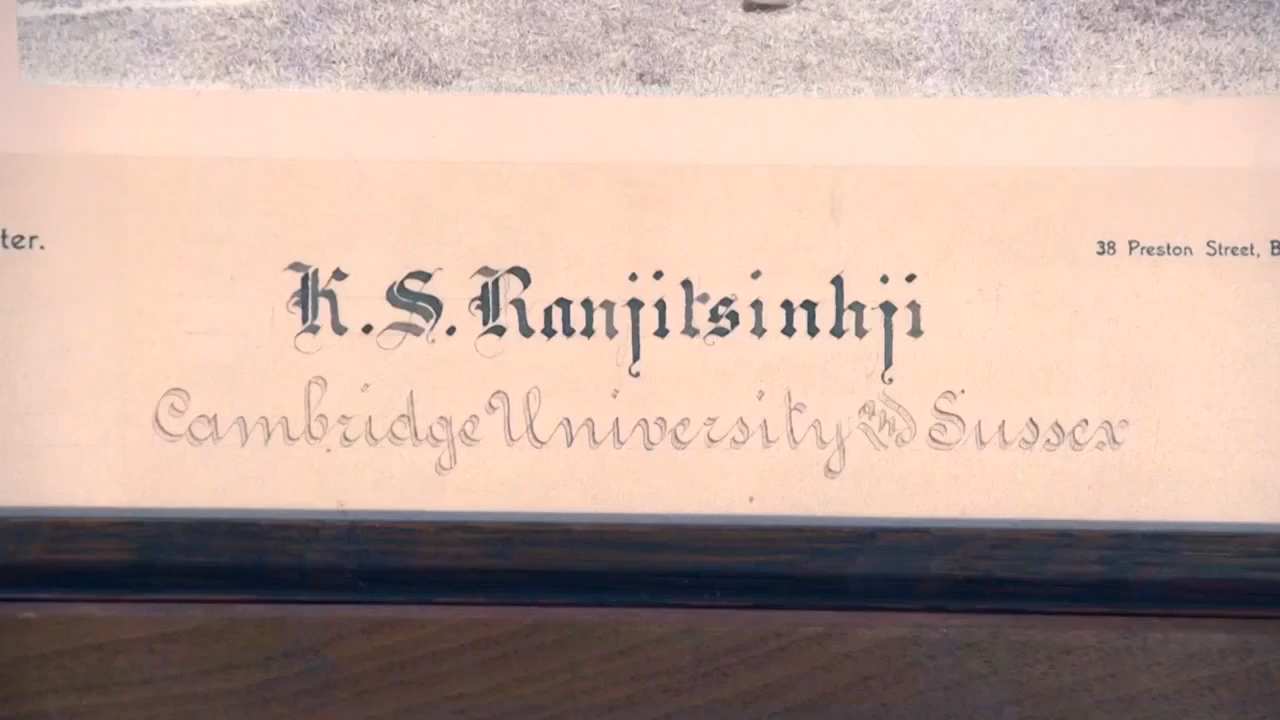 ter.
38 Preston Street, B
K.S. Ranjitsinhji
Cambridge University and Sussex